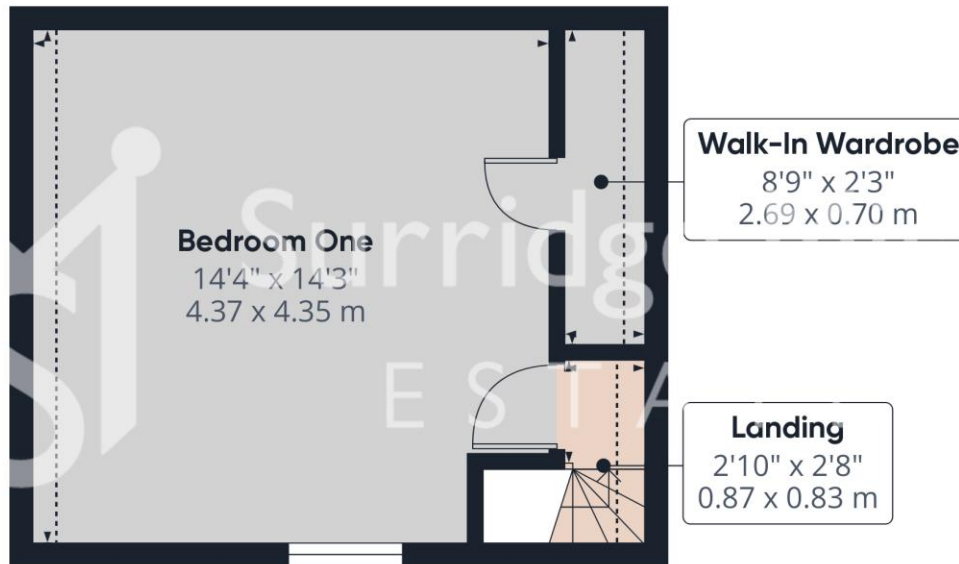 Bedroom One
14'4" x 14'3"
4.37 x 4.35 m
Walk-In Wardrobe
8'9" x 2'3"
2.69 x 0.70 m
Landing
2'10" x 2'8"
0.87 x 0.83 m